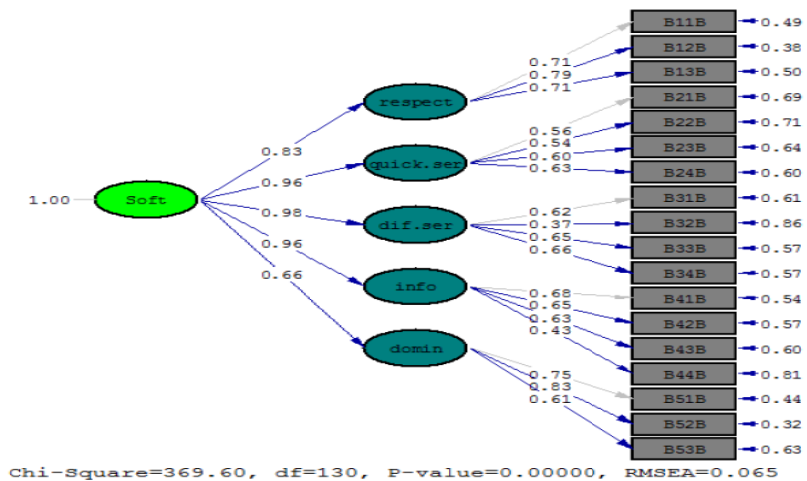 B11B 0.49
0.71 B12B 0.38
0.79 B13B 0.50
respect 0.71
B21B 0.69
0.56 B22B 0.71
0.83 0.54 B23B 0.64
quick.ser 0.60
0.96 0.63 B24B 0.60
1.00 Soft B31B 0.61
0.98 0.62 B32B 0.86
dif.ser 0.37
0.96 0.65 B33B 0.57
0.66 B34B 0.57
0.66 info 0.68 B41B 0.54
0.65 B42B 0.57
0.63 B43B 0.60
domin 0.43
B44B 0.81
0.75 B51B 0.44
0.83 B52B 0.32
0.61 B53B 0.63
Chi-Square=369.60, df=130, P-value=0.00000, RMSEA=0.065